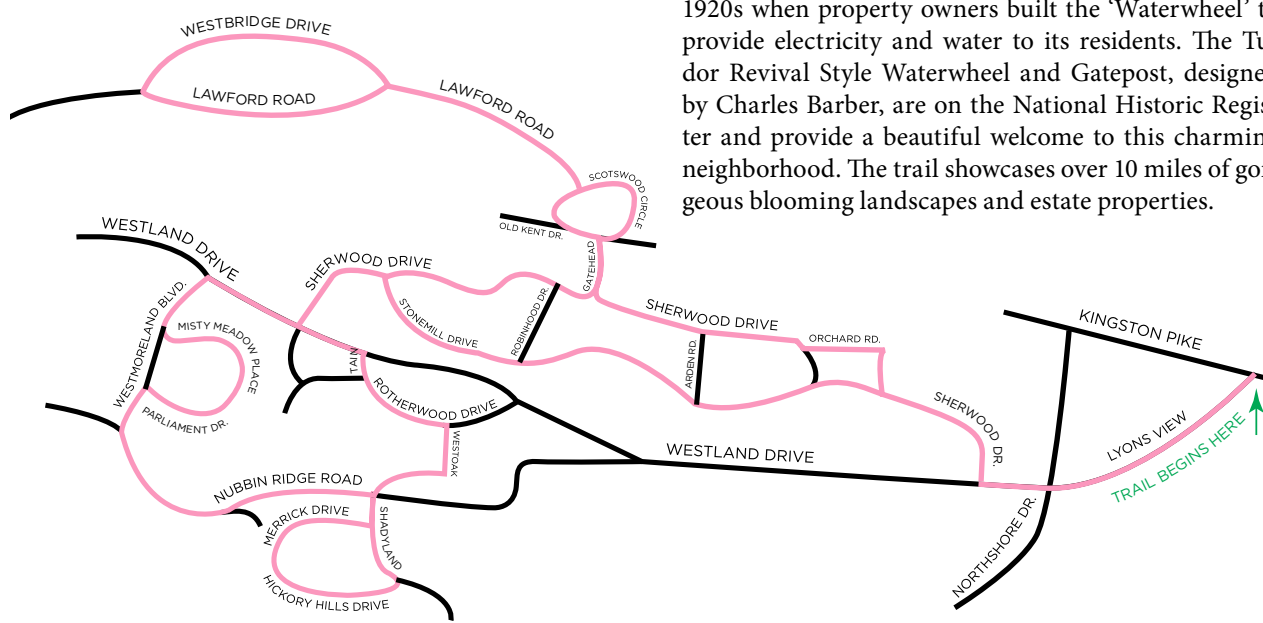 1920s when property owners built the ‘Waterwheel’ t
provide electricity and water to its residents. The Tu
dor Revival Style Waterwheel and Gatepost, designe
by Charles Barber, are on the National Historic Regis
ter and provide a beautiful welcome to this charmin
neighborhood. The trail showcases over 10 miles of gor
geous blooming landscapes and estate properties.
WESTBRIDGE DRIVE
LAWFORD ROAD
LAWFORD ROAD
SCOTSWOOD CIRCLE
OLD KENT DR.
GATEHEAD
WESTLAND DRIVE
SHERWOOD DRIVE
STONEMILL DRIVE
ROBINHOOD DR.
SHERWOOD DRIVE
ORCHARD RD.
ARDEN RD.
KINGSTON PIKE
WESTMORELAND BLVD.
MISTY MEADOW PLACE
PARLIAMENT DR.
TAIN
ROTHERWOOD DRIVE
WESTOAK
SHERWOOD DR.
WESTLAND DRIVE
LYONS VIEW
TRAIL BEGINS HERE
NORTHSHORE DR.
NUBBIN RIDGE ROAD
MERRICK DRIVE
SHADYLAND
HICKORY HILLS DRIVE